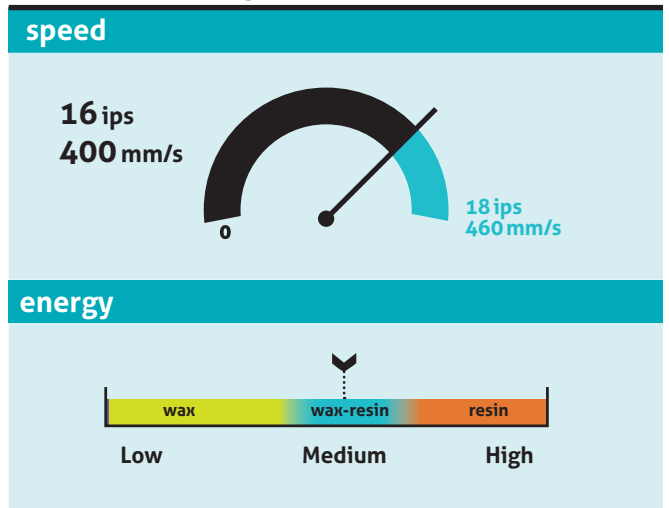 speed
16 ips
400 mm/s
0
18 ips
460 mm/s
energy
wax wax-resin resin
Low Medium High